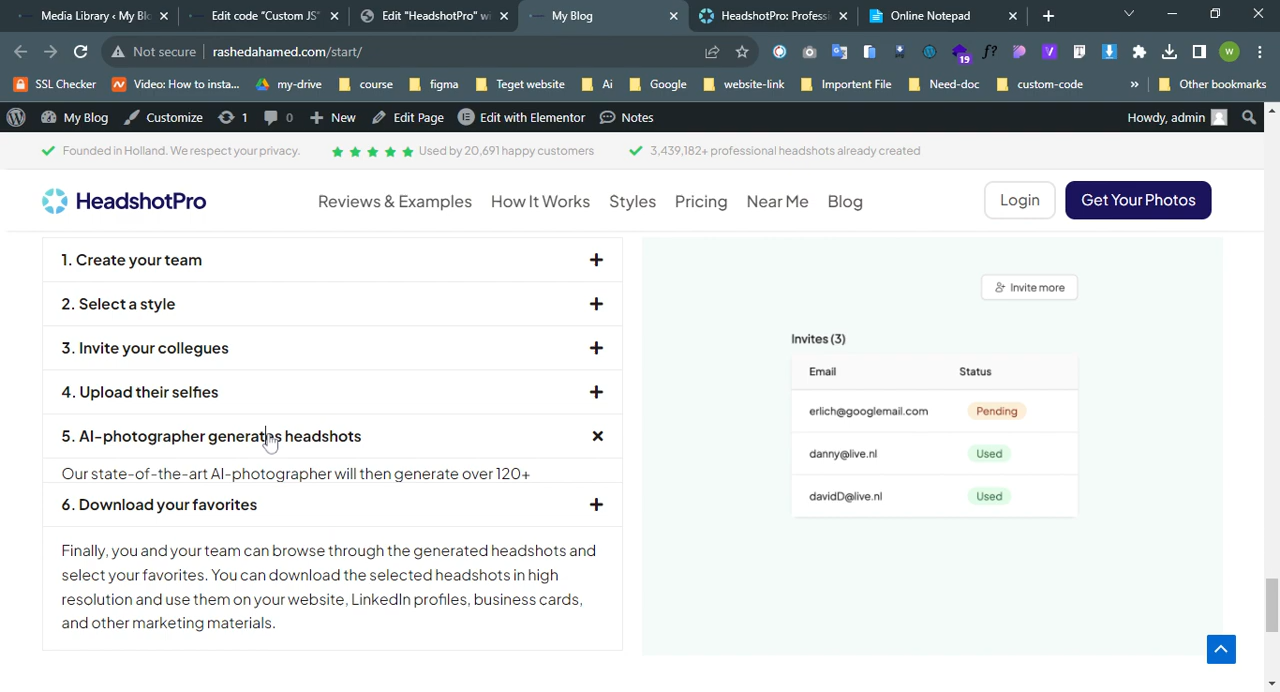 Media Library ‹ My Blo
Edit code "Custom JS"
Edit "HeadshotPro" w
My Blog
HeadshotPro: Professi
Online Notepad
Not secure
rashedahamed.com/start/
19
W
SSL Checker
Video: How to insta...
my-drive
course
figma
Teget website
Ai
Google
website-link
Importent File
Need-doc
custom-code
»
Other bookmarks
My Blog
Customize
1
0
New
Edit Page
Edit with Elementor
Notes
Howdy, admin
Founded in Holland. We respect your privacy.
Used by 20,691 happy customers
3,439,182+ professional headshots already created
HeadshotPro
Reviews & Examples
How It Works
Styles
Pricing
Near Me
Blog
Login
Get Your Photos
1. Create your team
2. Select a style
3. Invite your collegues
4. Upload their selfies
5. AI-photographer generates headshots
Our state-of-the-art AI-photographer will then generate over 120+
6. Download your favorites
Finally, you and your team can browse through the generated headshots and
select your favorites. You can download the selected headshots in high
resolution and use them on your website, LinkedIn profiles, business cards,
and other marketing materials.
Invite more
Invites (3)
Email Status
erlich@googlemail.com Pending
danny@live.nl Used
davidD@live.nl Used